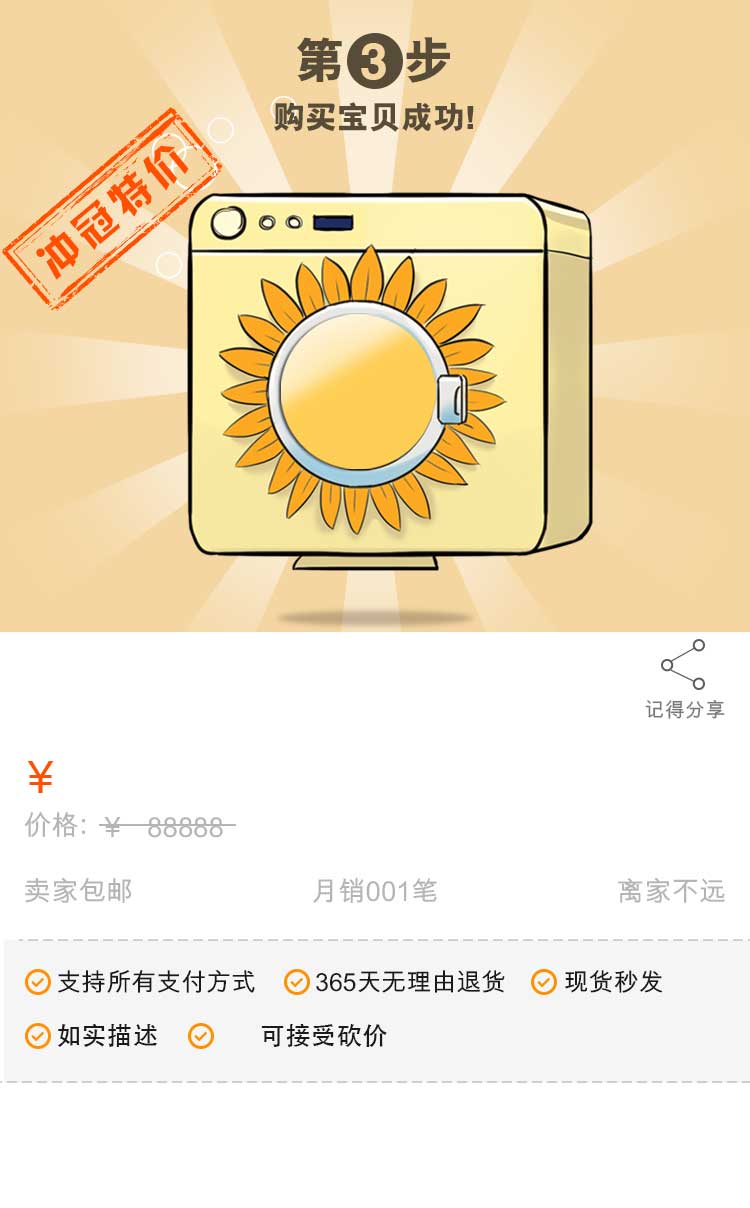 第3步
购买宝贝成功!
冲冠特价
记得分享
¥
价格: ¥ 88888
卖家包邮 月销001笔 离家不远
支持所有支付方式 365天无理由退货 现货秒发
如实描述 可接受砍价